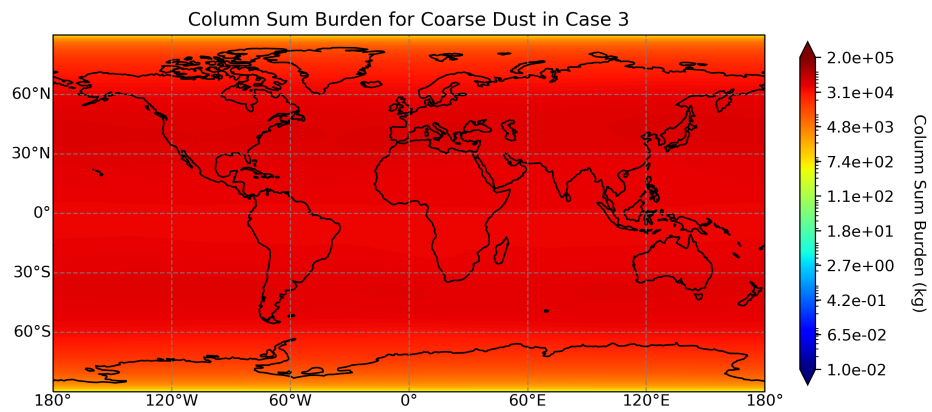 Column Sum Burden for Coarse Dust in Case 3
60°N
30°N
0°
30°S
60°S
180°
120°W
60°W
0°
60°E
120°E
180°
2.0e+05
3.1e+04
4.8e+03
7.4e+02
1.1e+02
1.8e+01
2.7e+00
4.2e-01
6.5e-02
1.0e-02
Column Sum Burden (kg)